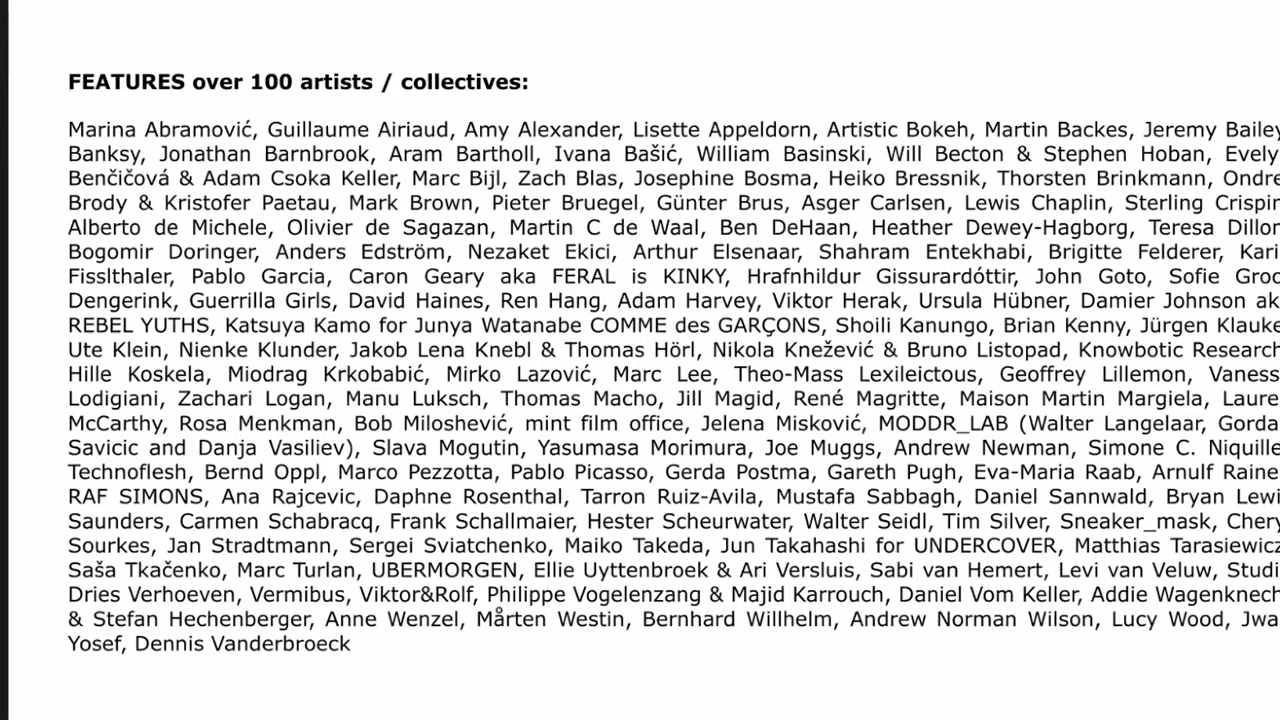 FEATURES over 100 artists / collectives:
Marina Abramović, Guillaume Airiaud, Amy Alexander, Lisette Appeldorn, Artistic Bokeh, Martin Backes, Jeremy Bailey
Banksy, Jonathan Barnbrook, Aram Bartholl, Ivana Bašić, William Basinski, Will Becton & Stephen Hoban, Evely
Benčičová & Adam Csoka Keller, Marc Bijl, Zach Blas, Josephine Bosma, Heiko Bressnik, Thorsten Brinkmann, Ondre
Brody & Kristofer Paetau, Mark Brown, Pieter Bruegel, Günter Brus, Asger Carlsen, Lewis Chaplin, Sterling Crispin
Alberto de Michele, Olivier de Sagazan, Martin C de Waal, Ben DeHaan, Heather Dewey-Hagborg, Teresa Dillon
Bogomir Doringer, Anders Edström, Nezaket Ekici, Arthur Elsenaar, Shahram Entekhabi, Brigitte Felderer, Kari
Fisslthaler, Pablo Garcia, Caron Geary aka FERAL is KINKY, Hrafnhildur Gissurardóttir, John Goto, Sofie Groo
Dengerink, Guerrilla Girls, David Haines, Ren Hang, Adam Harvey, Viktor Herak, Ursula Hübner, Damier Johnson ak
REBEL YUTHS, Katsuya Kamo for Junya Watanabe COMME des GARÇONS, Shoili Kanungo, Brian Kenny, Jürgen Klauke
Ute Klein, Nienke Klunder, Jakob Lena Knebl & Thomas Hörl, Nikola Knežević & Bruno Listopad, Knowbotic Research
Hille Koskela, Miodrag Krkobabić, Mirko Lazović, Marc Lee, Theo-Mass Lexileictous, Geoffrey Lillemon, Vaness
Lodigiani, Zachari Logan, Manu Luksch, Thomas Macho, Jill Magid, René Magritte, Maison Martin Margiela, Laure
McCarthy, Rosa Menkman, Bob Miloshević, mint film office, Jelena Misković, MODDR_LAB (Walter Langelaar, Gorda
Savicic and Danja Vasiliev), Slava Mogutin, Yasumasa Morimura, Joe Muggs, Andrew Newman, Simone C. Niquille
Technoflesh, Bernd Oppl, Marco Pezzotta, Pablo Picasso, Gerda Postma, Gareth Pugh, Eva-Maria Raab, Arnulf Raine
RAF SIMONS, Ana Rajcevic, Daphne Rosenthal, Tarron Ruiz-Avila, Mustafa Sabbagh, Daniel Sannwald, Bryan Lewi
Saunders, Carmen Schabracq, Frank Schallmaier, Hester Scheurwater, Walter Seidl, Tim Silver, Sneaker_mask, Chery
Sourkes, Jan Stradtmann, Sergei Sviatchenko, Maiko Takeda, Jun Takahashi for UNDERCOVER, Matthias Tarasiewicz
Saša Tkačenko, Marc Turlan, UBERMORGEN, Ellie Uyttenbroek & Ari Versluis, Sabi van Hemert, Levi van Veluw, Studi
Dries Verhoeven, Vermibus, Viktor&Rolf, Philippe Vogelenzang & Majid Karrouch, Daniel Vom Keller, Addie Wagenknech
& Stefan Hechenberger, Anne Wenzel, Mårten Westin, Bernhard Willhelm, Andrew Norman Wilson, Lucy Wood, Jwa
Yosef, Dennis Vanderbroeck